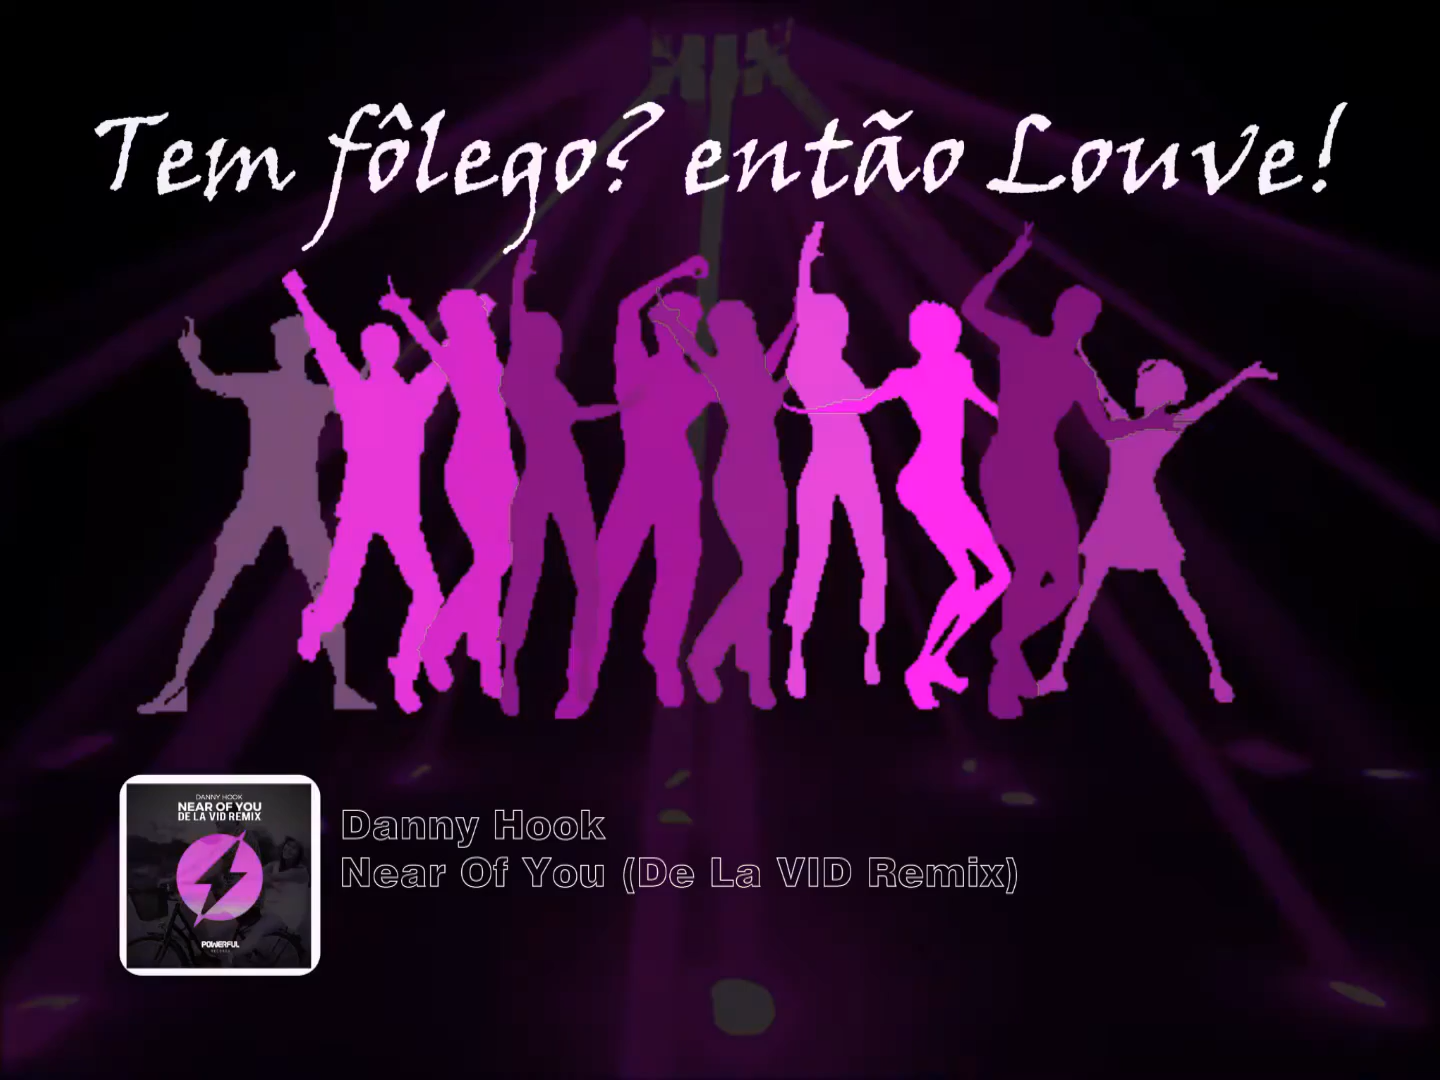 Tem fôlego? então Louve!
DANNY HOOK
NEAR OF YOU
DE LA VID REMIX
POWERFUL
Danny Hook
Near Of You (De La VID Remix)